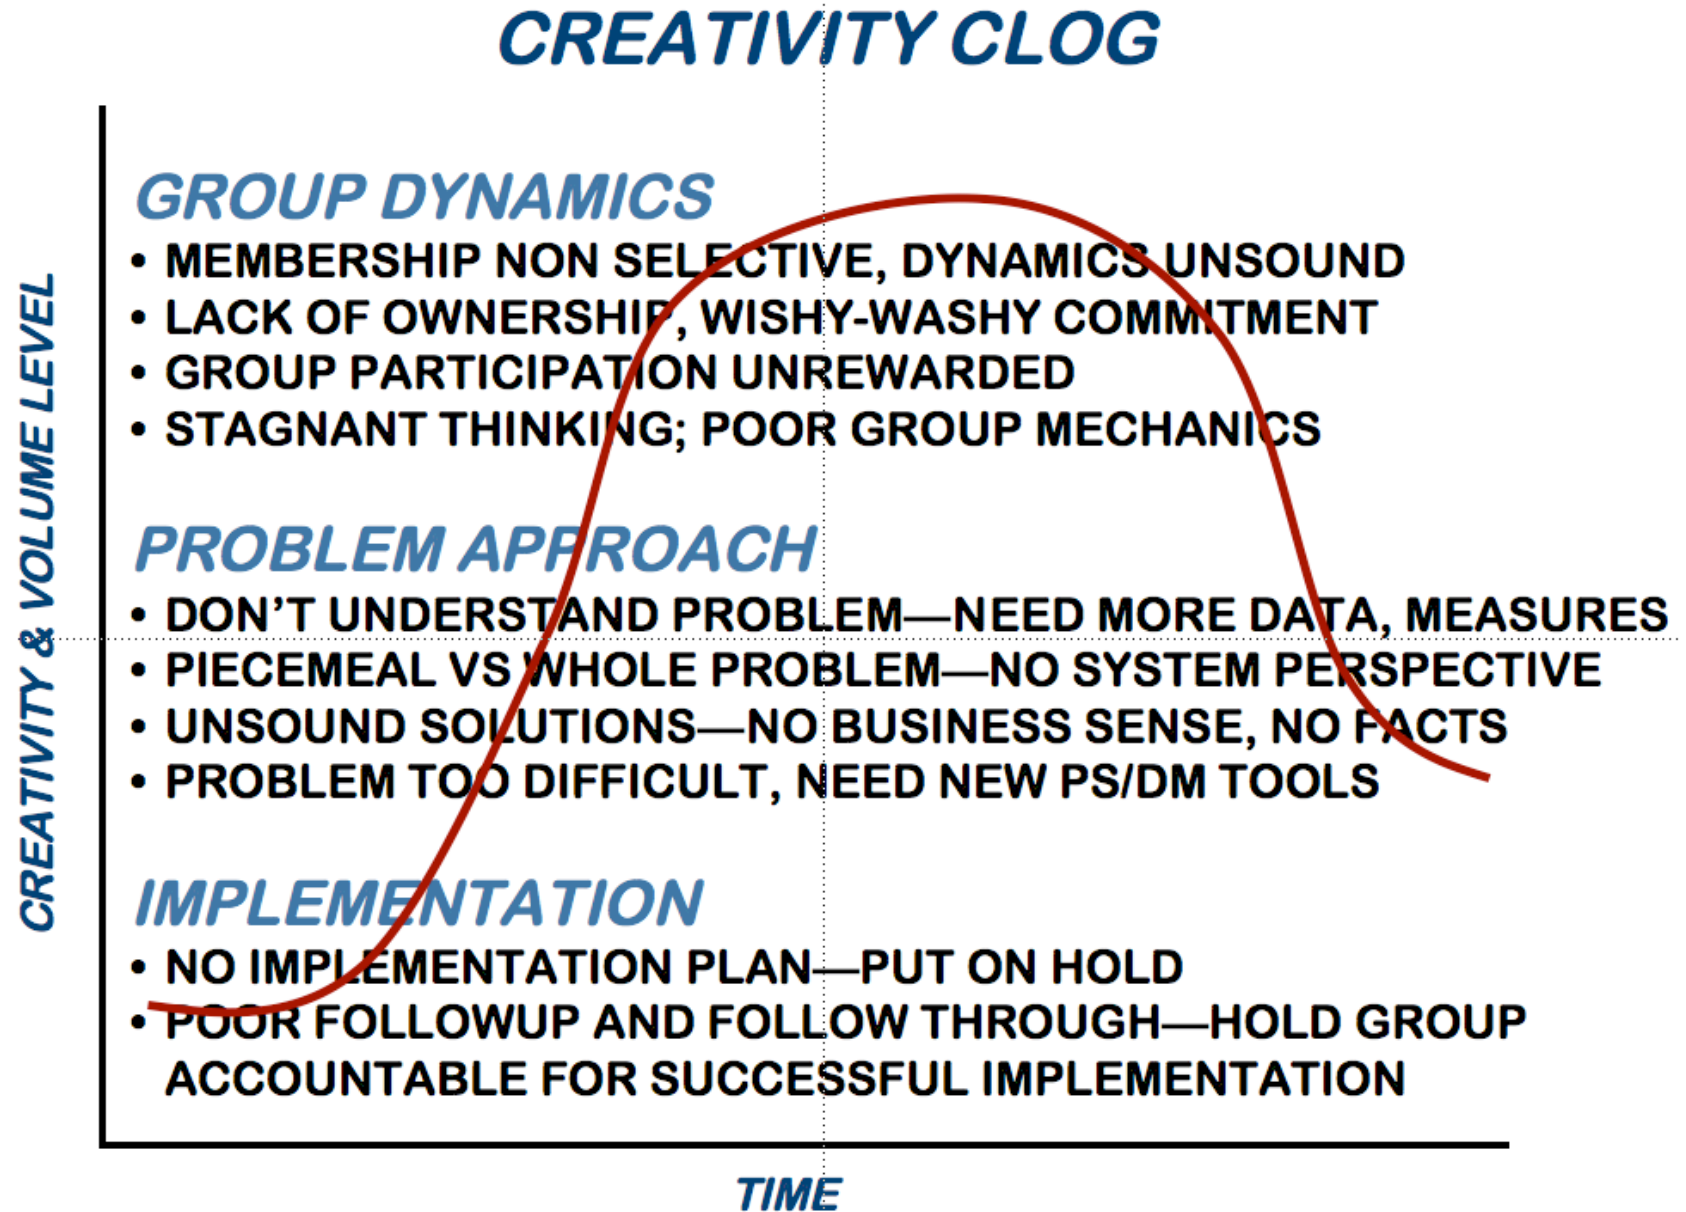 CREATIVITY CLOG
CREATIVITY & VOLUME LEVEL
GROUP DYNAMICS
• MEMBERSHIP NON SELECTIVE, DYNAMICS UNSOUND
• LACK OF OWNERSHIP, WISHY-WASHY COMMITMENT
• GROUP PARTICIPATION UNREWARDED
• STAGNANT THINKING; POOR GROUP MECHANICS
PROBLEM APPROACH
• DON’T UNDERSTAND PROBLEM—NEED MORE DATA, MEASURES
• PIECEMEAL VS WHOLE PROBLEM—NO SYSTEM PERSPECTIVE
• UNSOUND SOLUTIONS—NO BUSINESS SENSE, NO FACTS
• PROBLEM TOO DIFFICULT, NEED NEW PS/DM TOOLS
IMPLEMENTATION
• NO IMPLEMENTATION PLAN—PUT ON HOLD
• POOR FOLLOWUP AND FOLLOW THROUGH—HOLD GROUP
ACCOUNTABLE FOR SUCCESSFUL IMPLEMENTATION
TIME